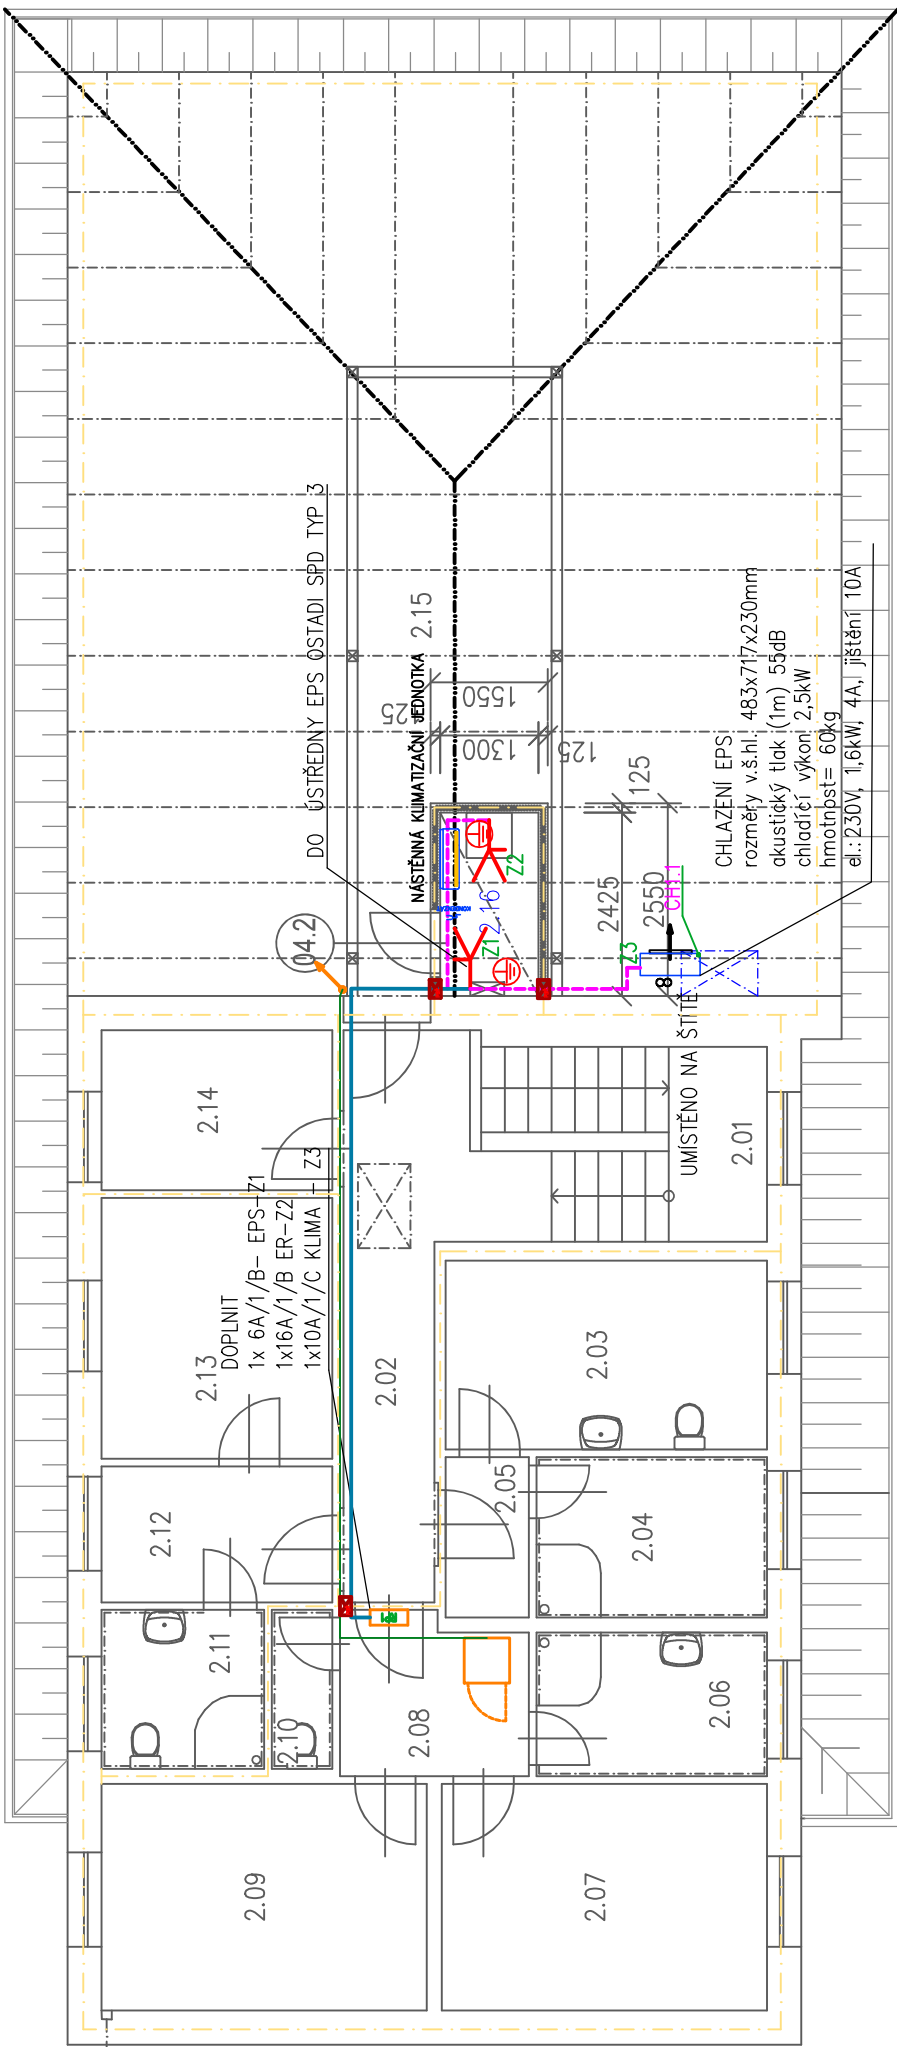 DO ÚSTŘEDNY EPS OSTADI SPD TYP 3
NÁSTĚNNÁ KLIMATIZAČNÍ JEDNOTKA
2.15
125
1550
1300
125
125
2425
2550
CHLAZENÍ EPS
rozměry v.š.hl. 483x717x230mm
akustický tlak (1m) 55dB
chladící výkon 2,5kW
hmotnost= 60kg
el.:230V, 1,6kW, 4A, jištění 10A
CH1.1
Z3
8
UMÍSTĚNO NA ŠTÍTĚ
Z2
Z1
2.16
KONDENZÁT
04.2
2.14
2.01
DOPLNIT
1x 6A/1/B- EPS-Z1
1x16A/1/B ER-Z2
1x10A/1/C KLIMA - Z3
2.13
2.02
2.03
2.12
2.05
2.04
RP1
2.11
2.10
2.08
2.06
2.09
2.07